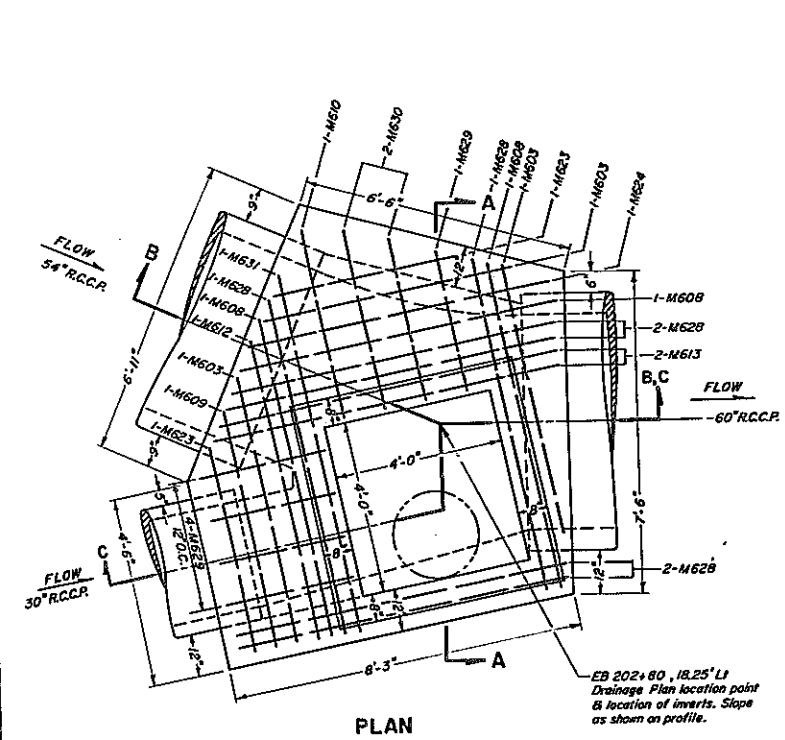 1-M610
2-M630
1-M629
1-M628
1-M608
1-M603
1-M623
1-M603
1-M624
6'-6"
A
9"
FLOW
54" R.C.C.P.
B
1-M631
1-M628
1-M608
1-M612
1-M603
1-M609
1-M623
6'-11"
6"
12"
6"
1-M608
2-M628
2-M613
B,C
FLOW
60" R.C.C.P.
8"
4'-0"
4'-0"
8"
8"
7'-6"
5"
4'-6"
4-M629
12" O.C.
C
FLOW
30" R.C.C.P.
12"
8"
12"
12"
2-M628
8'-3"
A
EB 202+60, 18.25' Lt
Drainage Plan location point
& location of inverts. Slope
as shown on profile.
PLAN